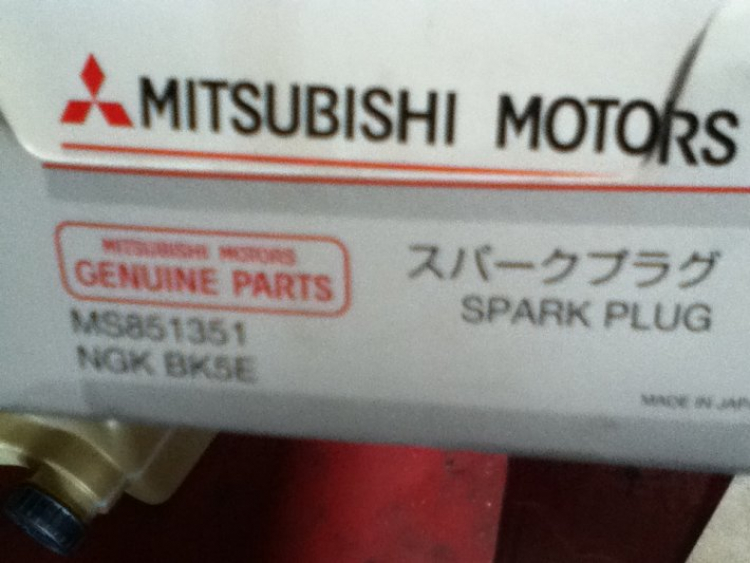 MITSUBISHI MOTORS
MITSUBISHI MOTORS
GENUINE PARTS
スパークプラグ
SPARK PLUG
MS851351
NGK BK5E
MADE IN JAPA